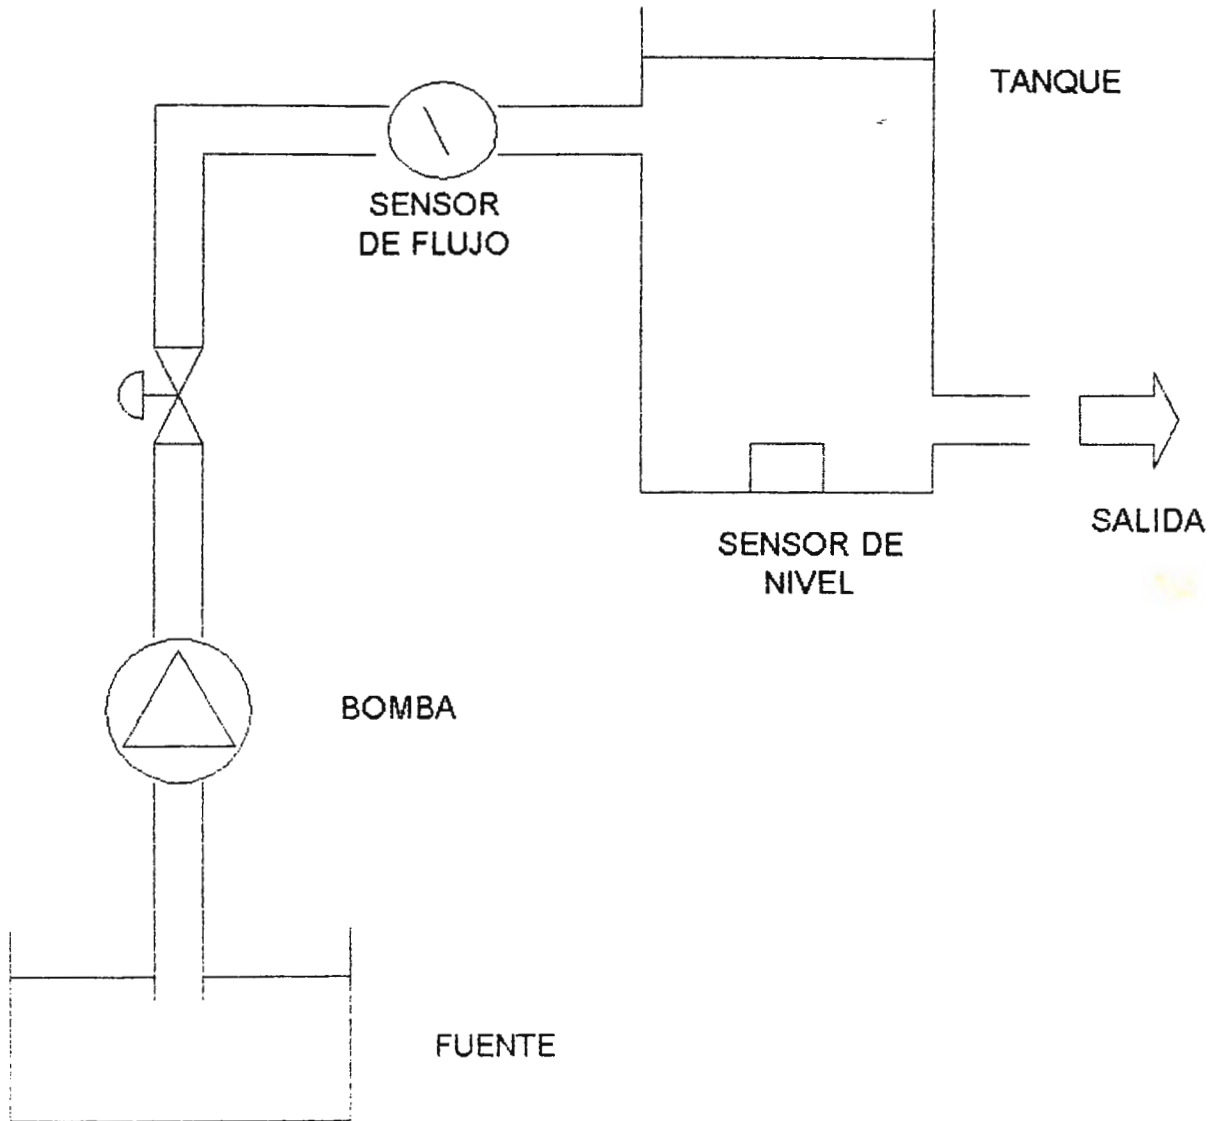 TANQUE
SENSOR
DE FLUJO
SALIDA
SENSOR DE
NIVEL
BOMBA
FUENTE